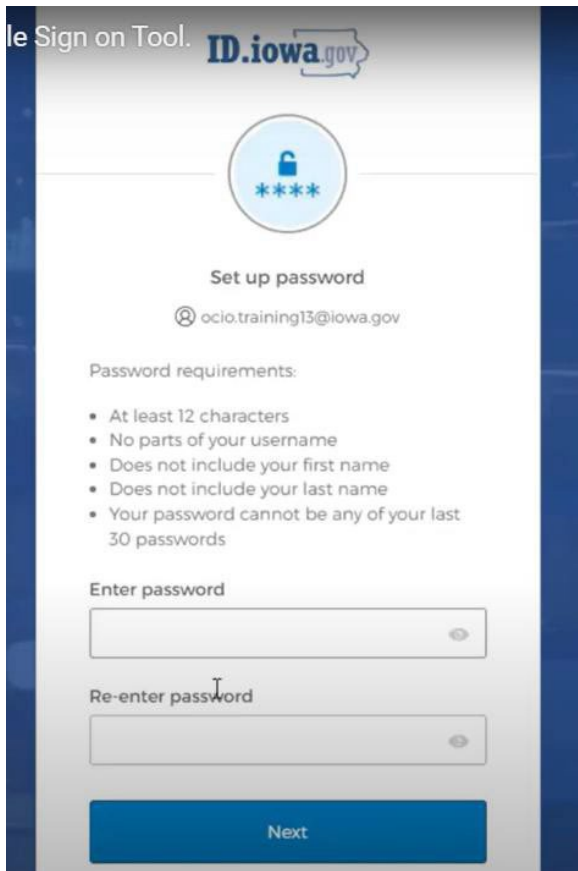 le Sign on Tool.
ID.iowa.gov
****
Set up password
ocio.training13@iowa.gov
Password requirements:
• At least 12 characters
• No parts of your username
• Does not include your first name
• Does not include your last name
• Your password cannot be any of your last
30 passwords
Enter password
Re-enter password
Next